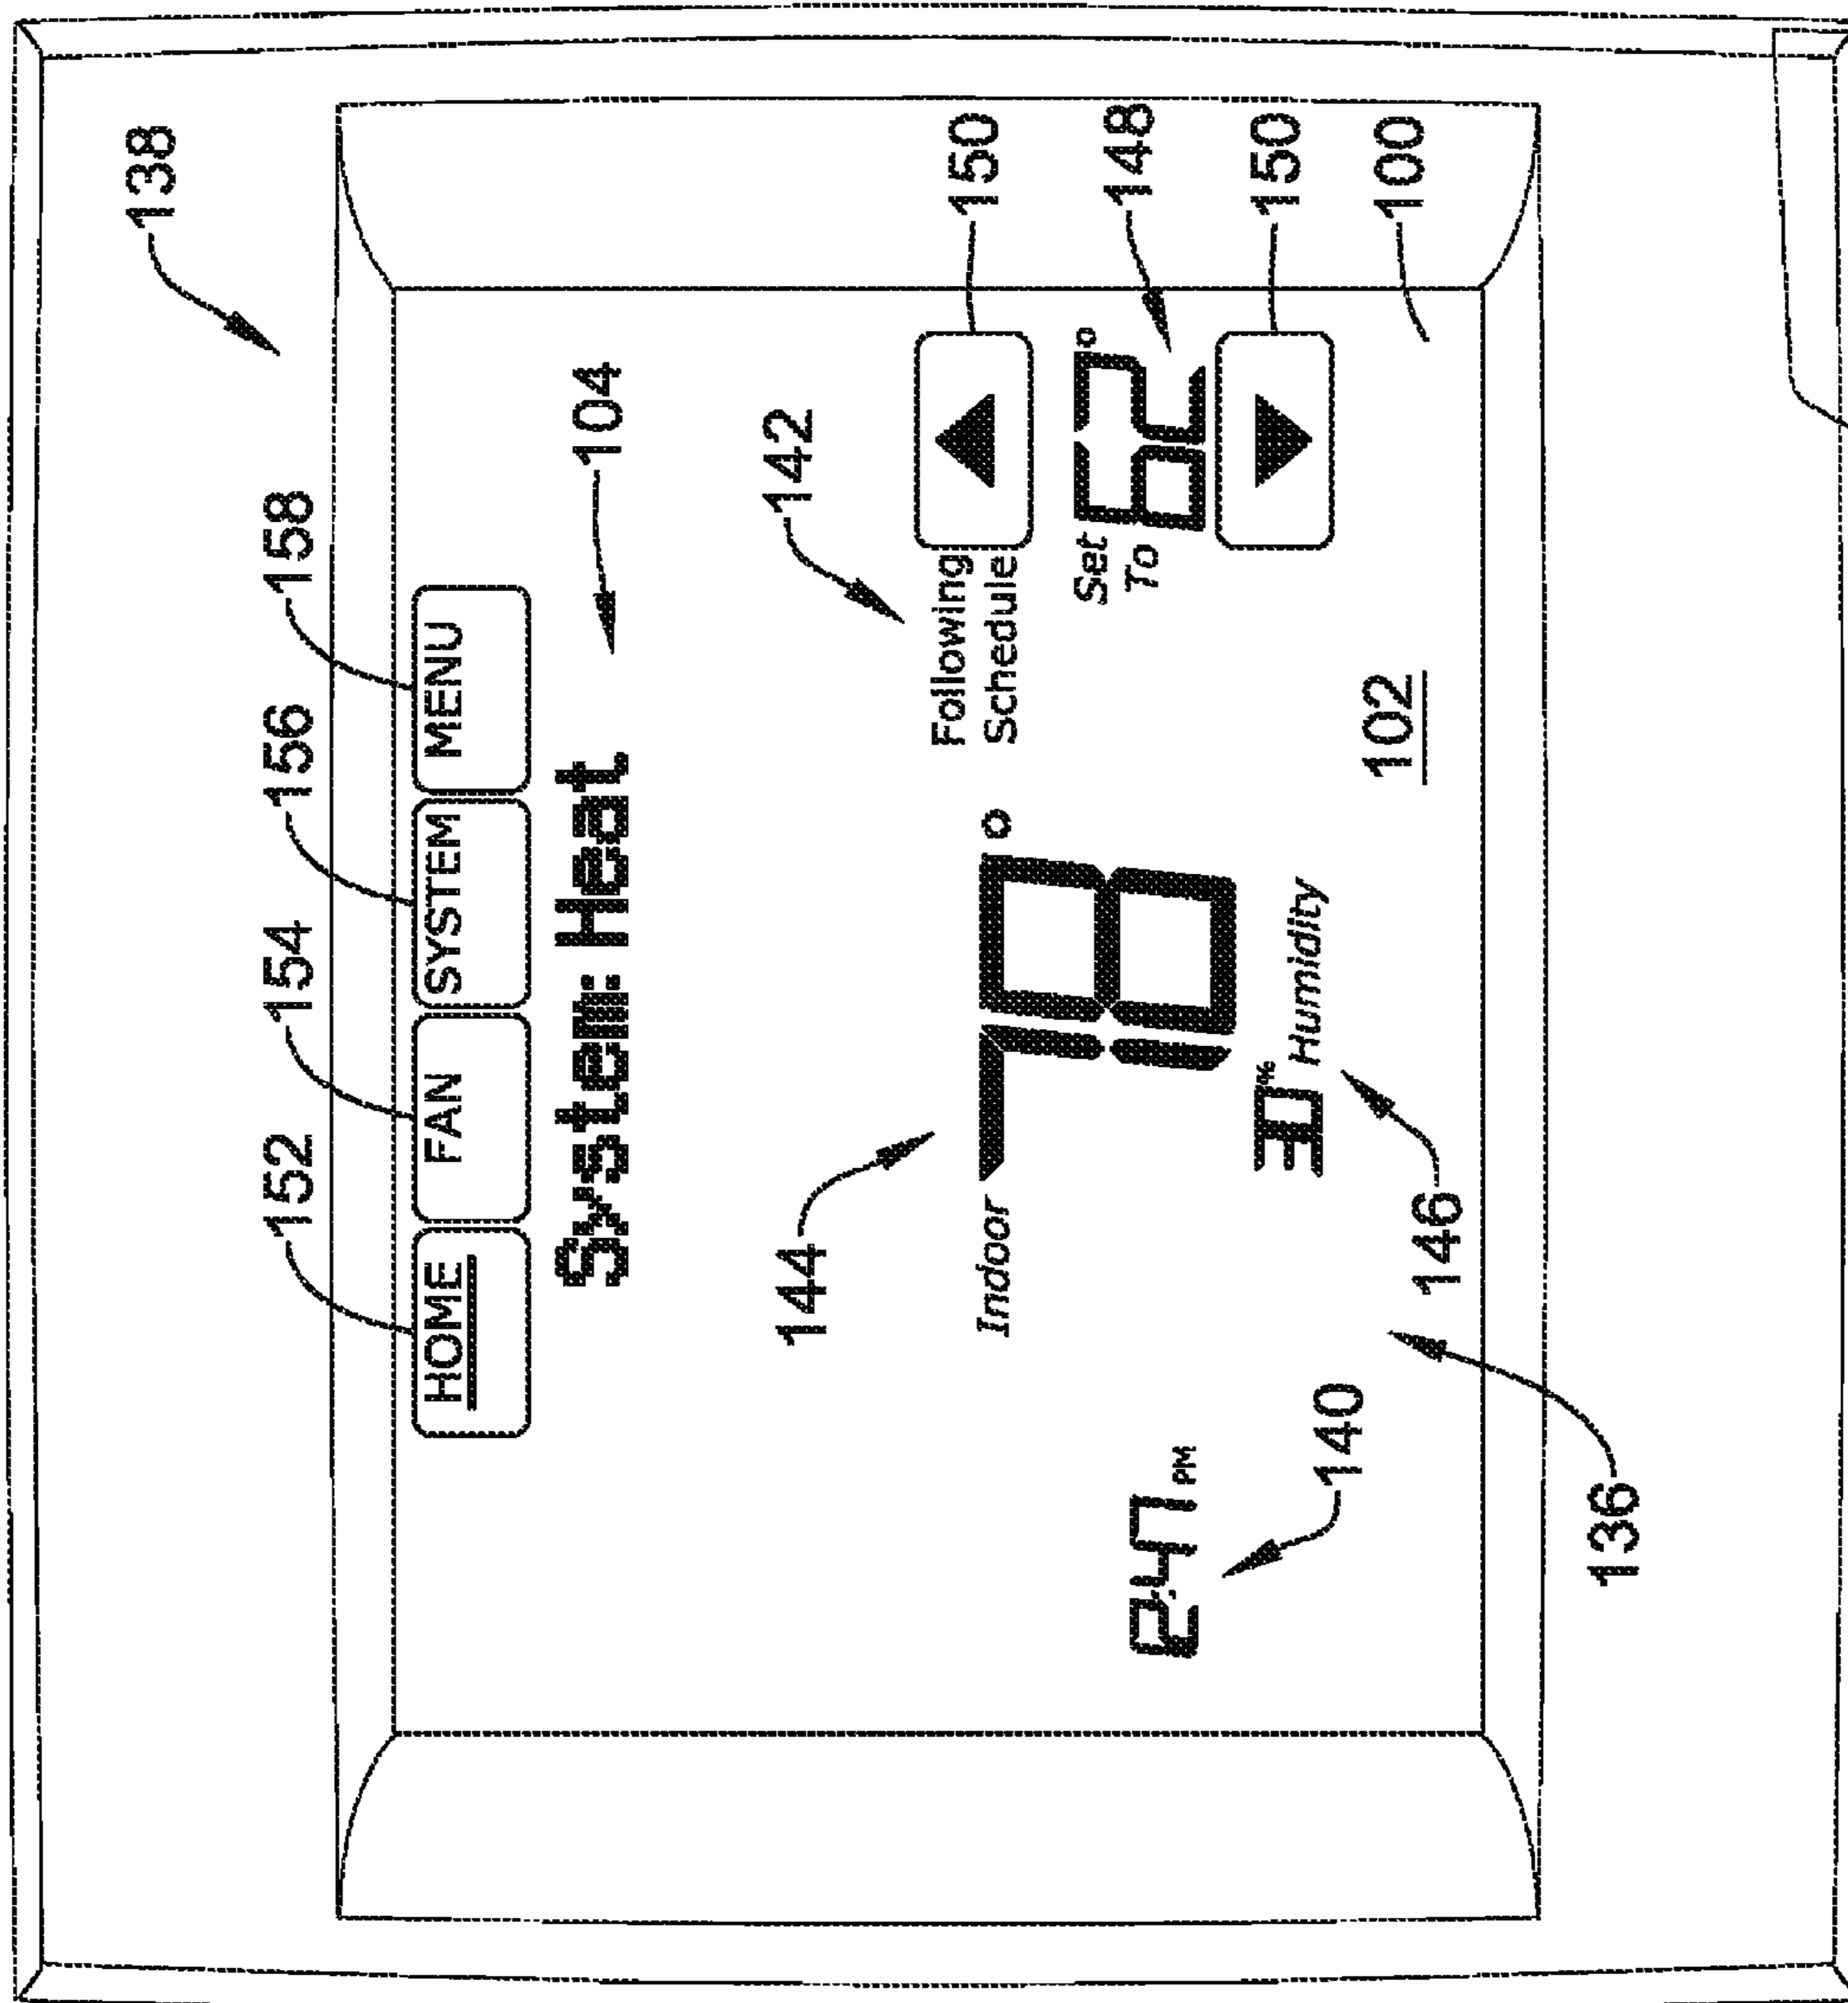 138
152 154 156 158
HOME FAN SYSTEM MENU
104
System: Heat
144 142
Following
Schedule
150
Indoor 78°
Set
To 62°
148
2:47 PM
30% Humidity
150
140
102
100
146
136